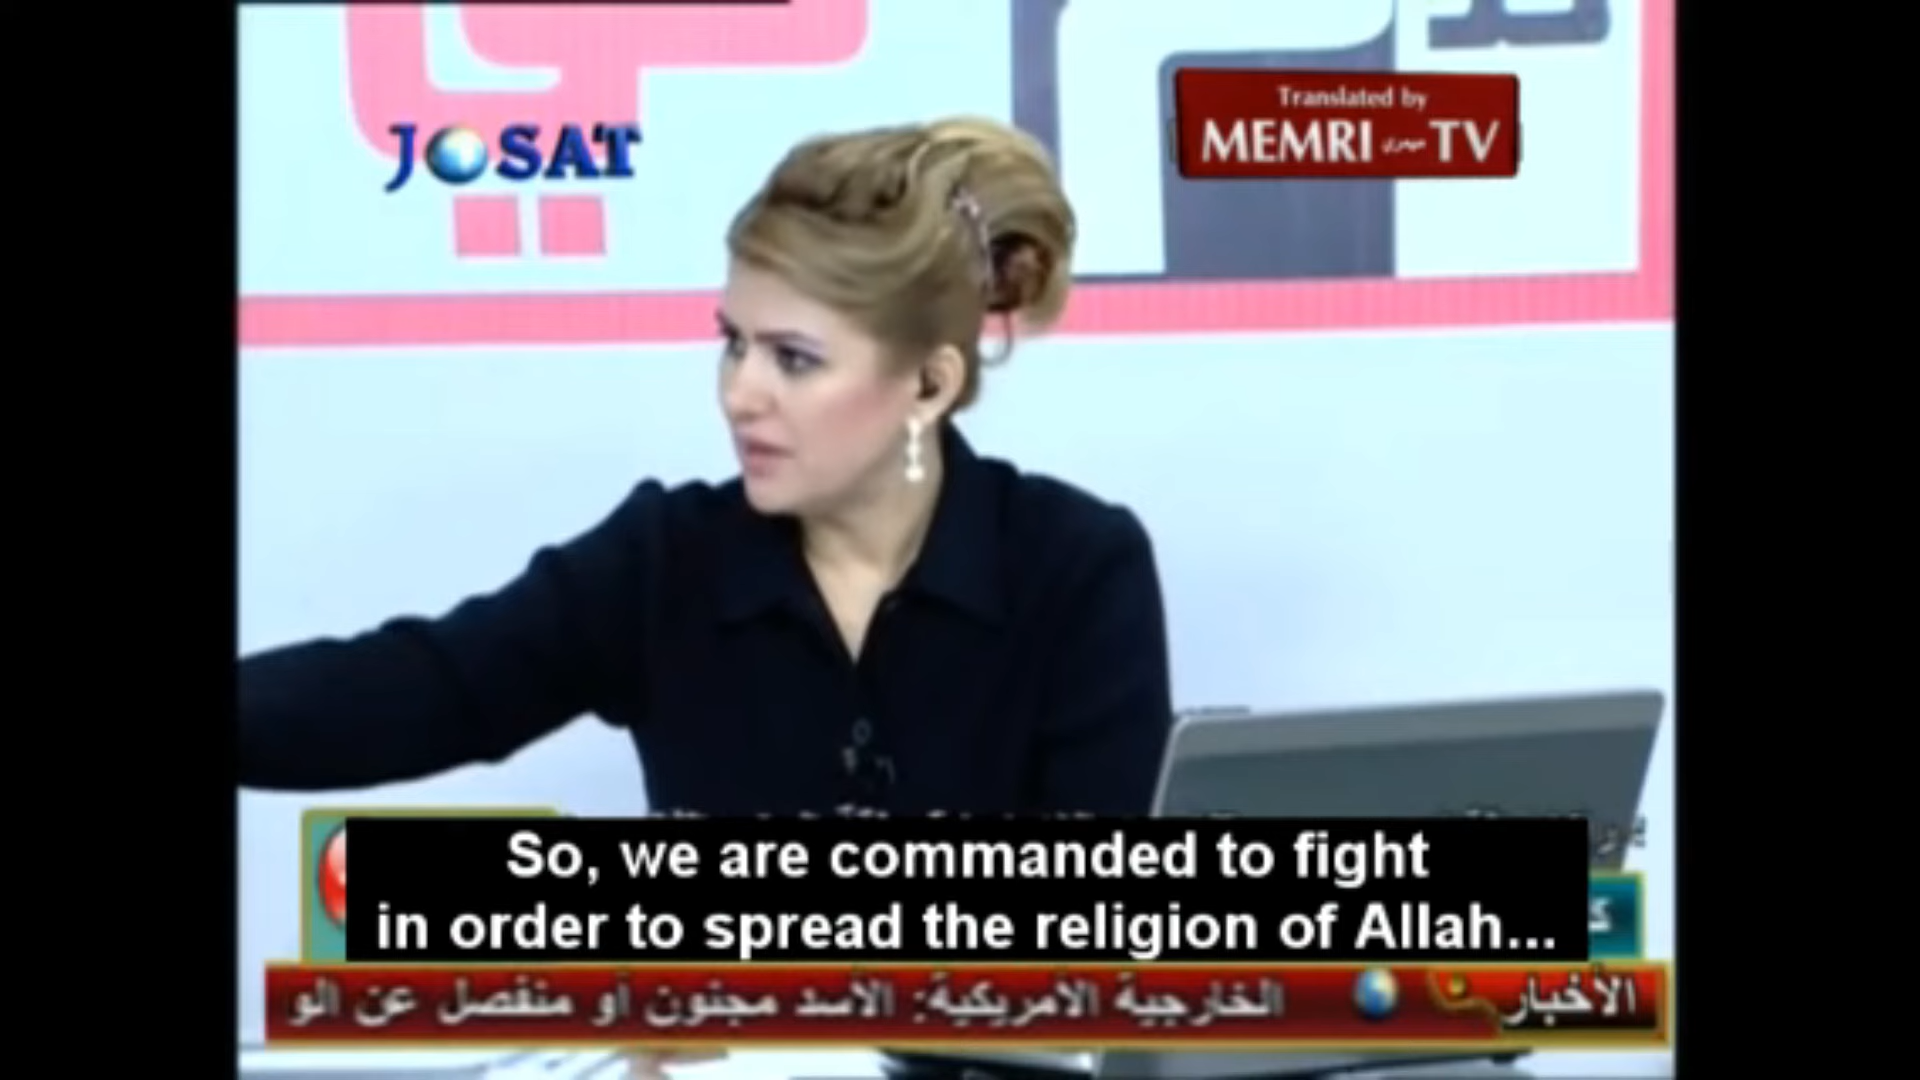 JOSAT
Translated by
MEMRI TV
So, we are commanded to fight
in order to spread the religion of Allah...
الأخبار الخارجية الأمريكية: الأسد مجنون أو منفصل عن الو